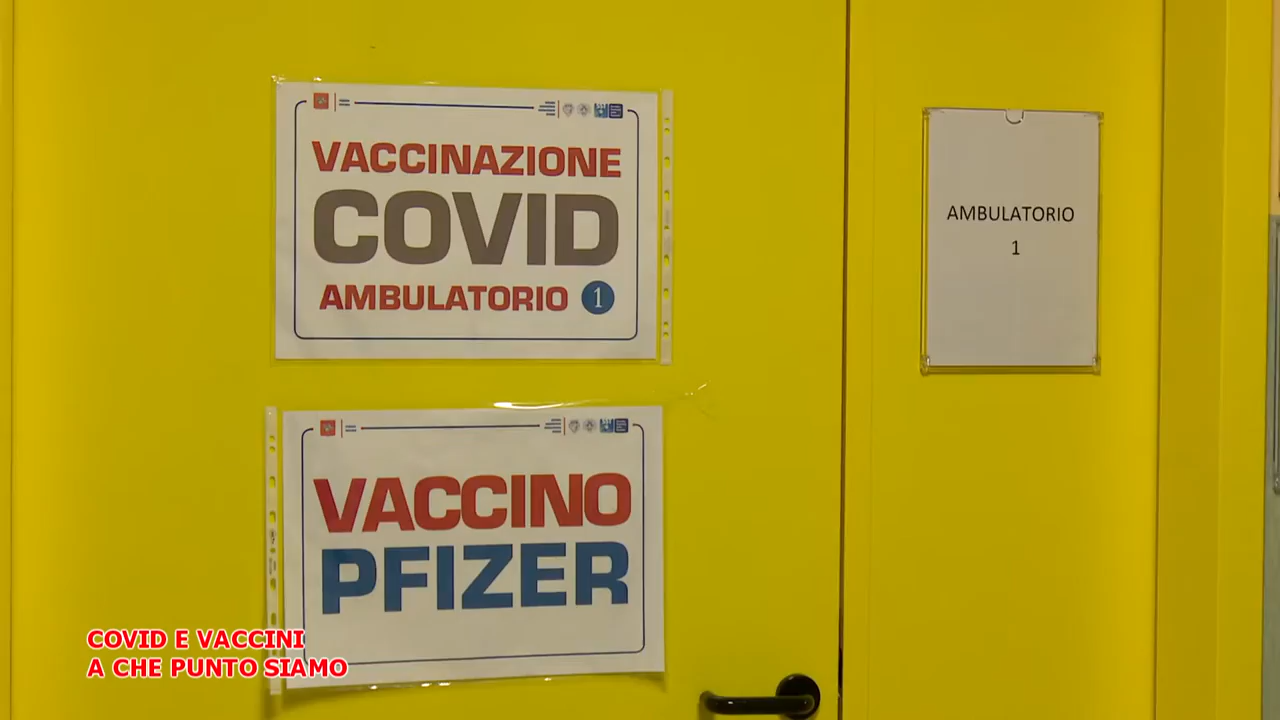 VACCINAZIONE
COVID
AMBULATORIO 1
AMBULATORIO
1
VACCINO
PFIZER
COVID E VACCINI
A CHE PUNTO SIAMO